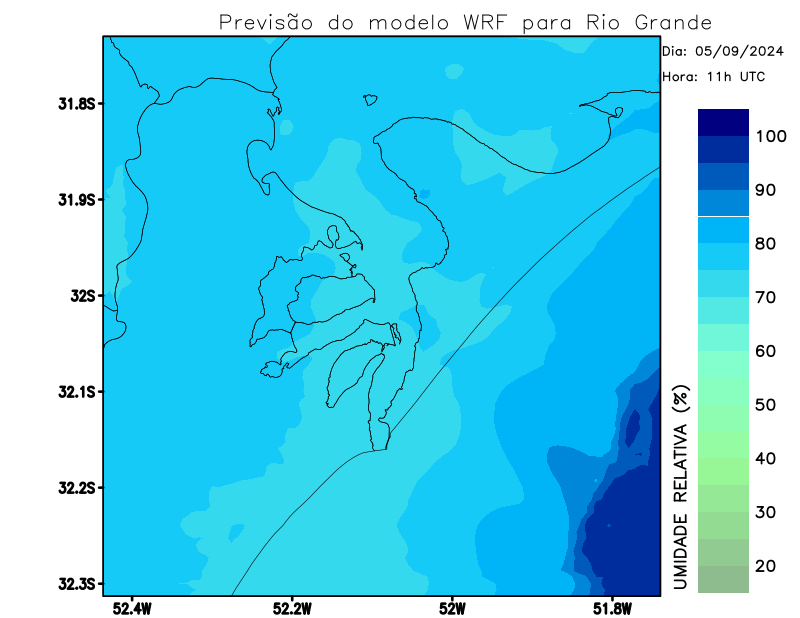 Previsão do modelo WRF para Rio Grande
Dia: 05/09/2024
Hora: 11h UTC
31.8S
31.9S
32S
32.1S
32.2S
32.3S
52.4W
52.2W
52W
51.8W
100
90
80
70
60
50
40
30
20
UMIDADE RELATIVA (%)